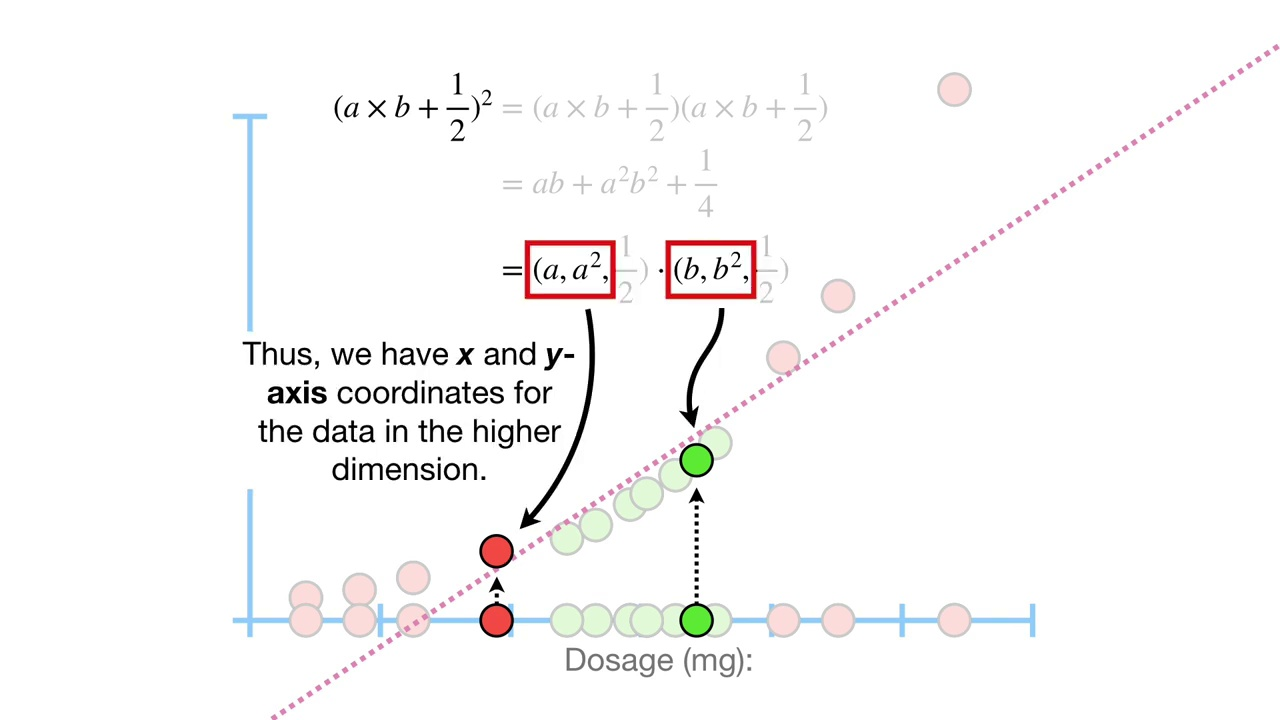 (a × b + 1/2)² = (a × b + 1/2)(a × b + 1/2)
= ab + a²b² + 1/4
= (a, a², 1/2) · (b, b², 1/2)
Thus, we have x and y-
axis coordinates for
the data in the higher
dimension.
Dosage (mg):